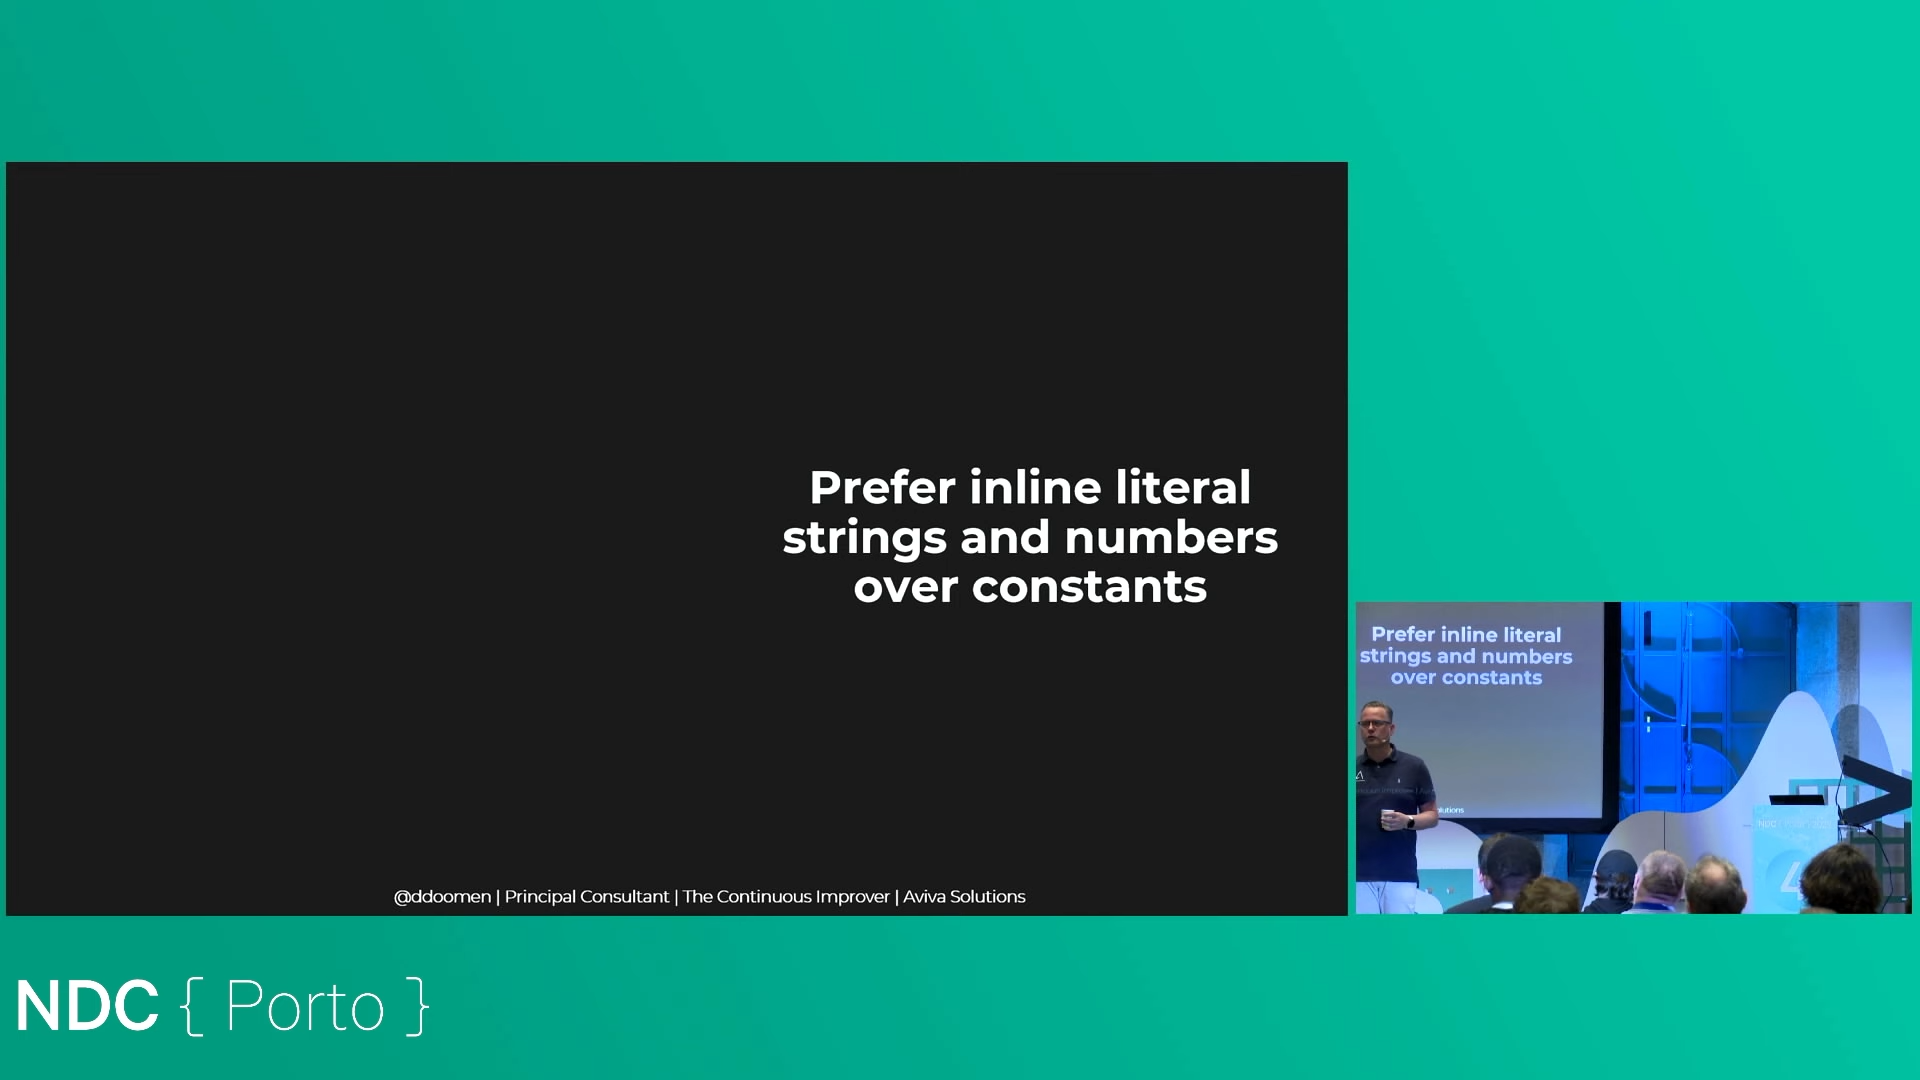 Prefer inline literal
strings and numbers
over constants
@ddoomen | Principal Consultant | The Continuous Improver | Aviva Solutions
Prefer inline literal
strings and numbers
over constants
NDC { Porto }